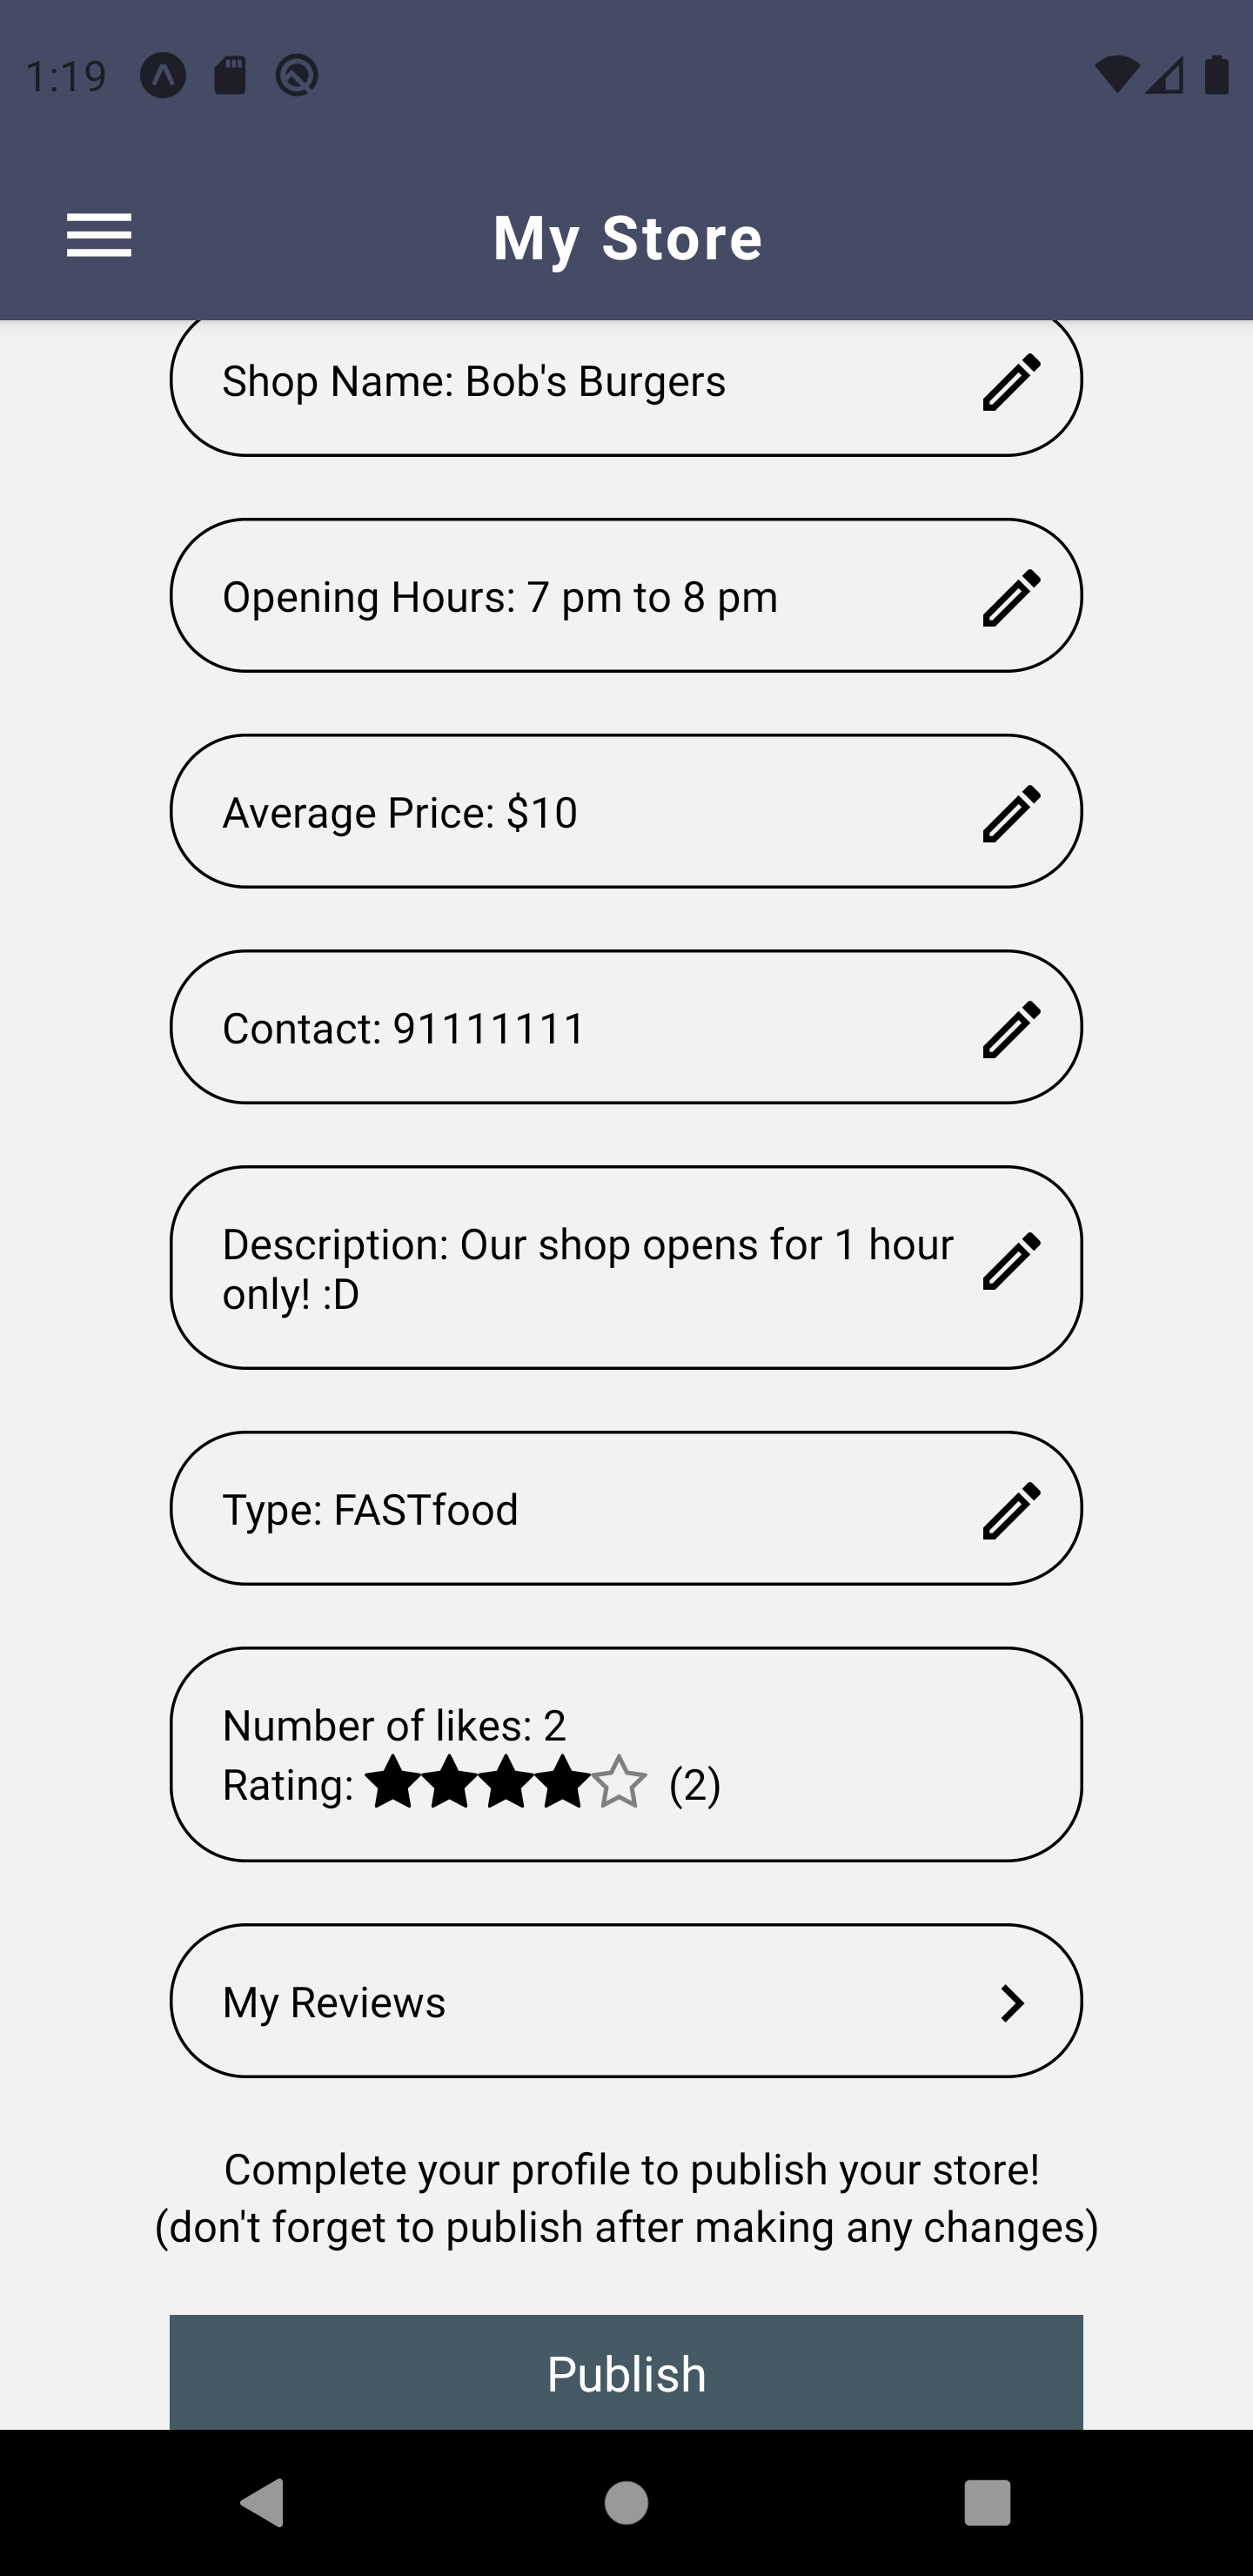 1:19
My Store
Shop Name: Bob's Burgers
Opening Hours: 7 pm to 8 pm
Average Price: $10
Contact: 91111111
Description: Our shop opens for 1 hour
only! :D
Type: FASTfood
Number of likes: 2
Rating: (2)
My Reviews
Complete your profile to publish your store!
(don't forget to publish after making any changes)
Publish